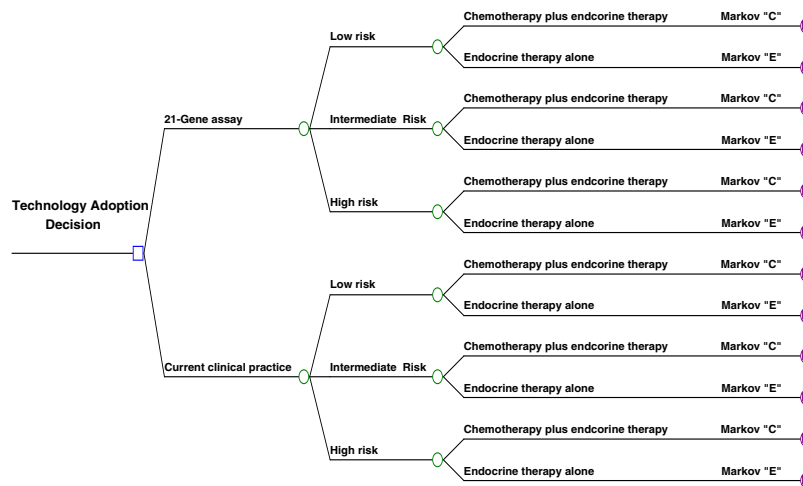 Chemotherapy plus endcorine therapy Markov "C"
Low risk
Endocrine therapy alone Markov "E"
Chemotherapy plus endcorine therapy Markov "C"
21-Gene assay
Intermediate Risk
Endocrine therapy alone Markov "E"
Chemotherapy plus endcorine therapy Markov "C"
High risk
Endocrine therapy alone Markov "E"
Technology Adoption
Decision
Chemotherapy plus endcorine therapy Markov "C"
Low risk
Endocrine therapy alone Markov "E"
Chemotherapy plus endcorine therapy Markov "C"
Current clinical practice
Intermediate Risk
Endocrine therapy alone Markov "E"
Chemotherapy plus endcorine therapy Markov "C"
High risk
Endocrine therapy alone Markov "E"